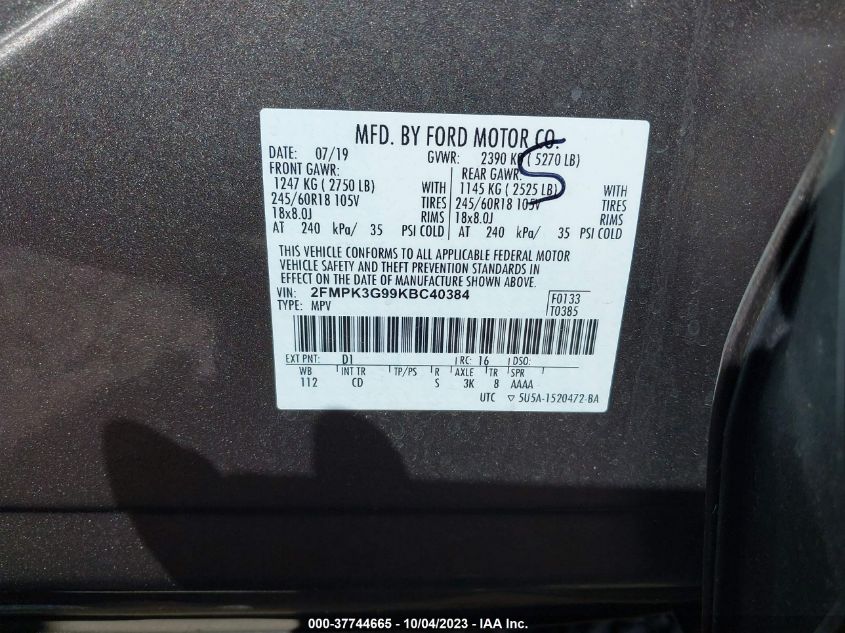 MFD. BY FORD MOTOR CO.
DATE: 07/19 GVWR: 2390 KG ( 5270 LB)
FRONT GAWR: REAR GAWR:
1247 KG ( 2750 LB) WITH 1145 KG ( 2525 LB) WITH
245/60R18 105V TIRES 245/60R18 105V TIRES
18x8.0J RIMS 18x8.0J RIMS
AT 240 kPa/ 35 PSI COLD AT 240 kPa/ 35 PSI COLD
THIS VEHICLE CONFORMS TO ALL APPLICABLE FEDERAL MOTOR
VEHICLE SAFETY AND THEFT PREVENTION STANDARDS IN
EFFECT ON THE DATE OF MANUFACTURE SHOWN ABOVE.
VIN: 2FMPK3G99KBC40384 F0133
TYPE: MPV T0385
EXT PNT: D1 RC: 16 DSO:
WB INT TR TP/PS R AXLE TR SPR
112 CD S 3K 8 AAAA
UTC ▽ 5U5A-1520472-BA
S
000-37744665 - 10/04/2023 - IAA Inc.